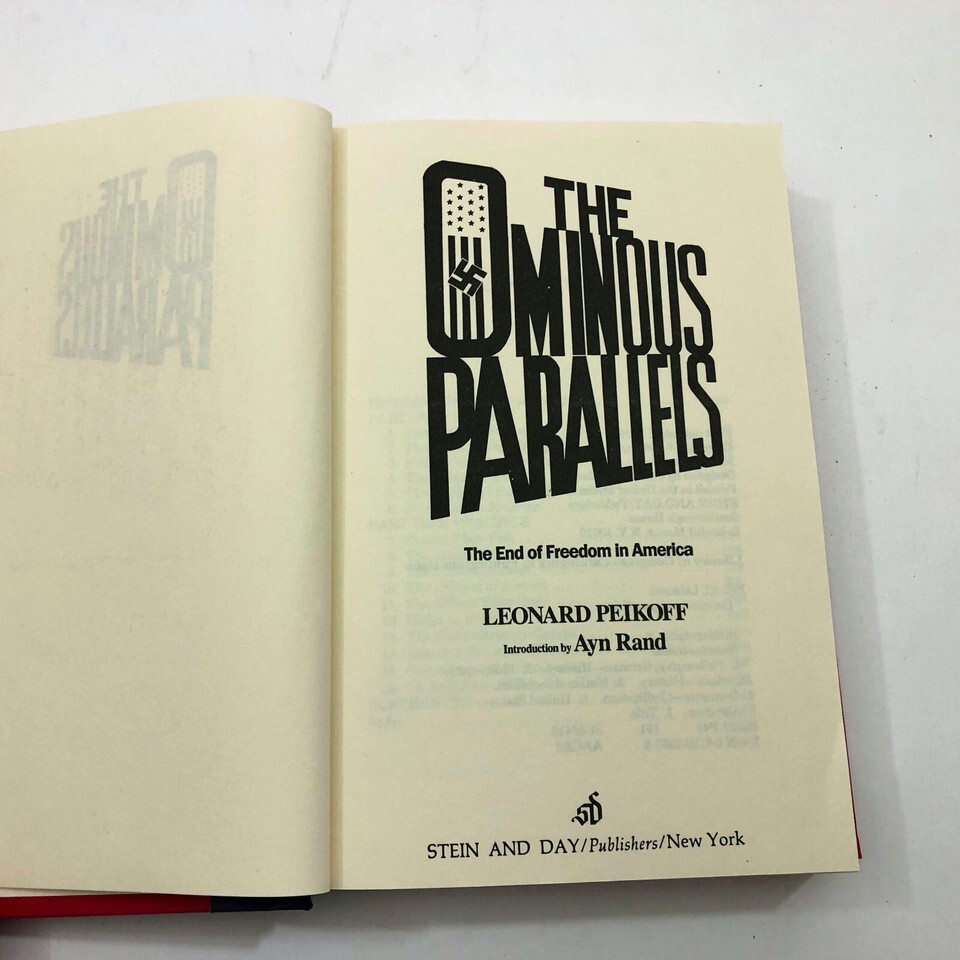 THE
OMINOUS
PARALLELS
The End of Freedom in America
LEONARD PEIKOFF
Introduction by Ayn Rand
sd
STEIN AND DAY/Publishers/New York